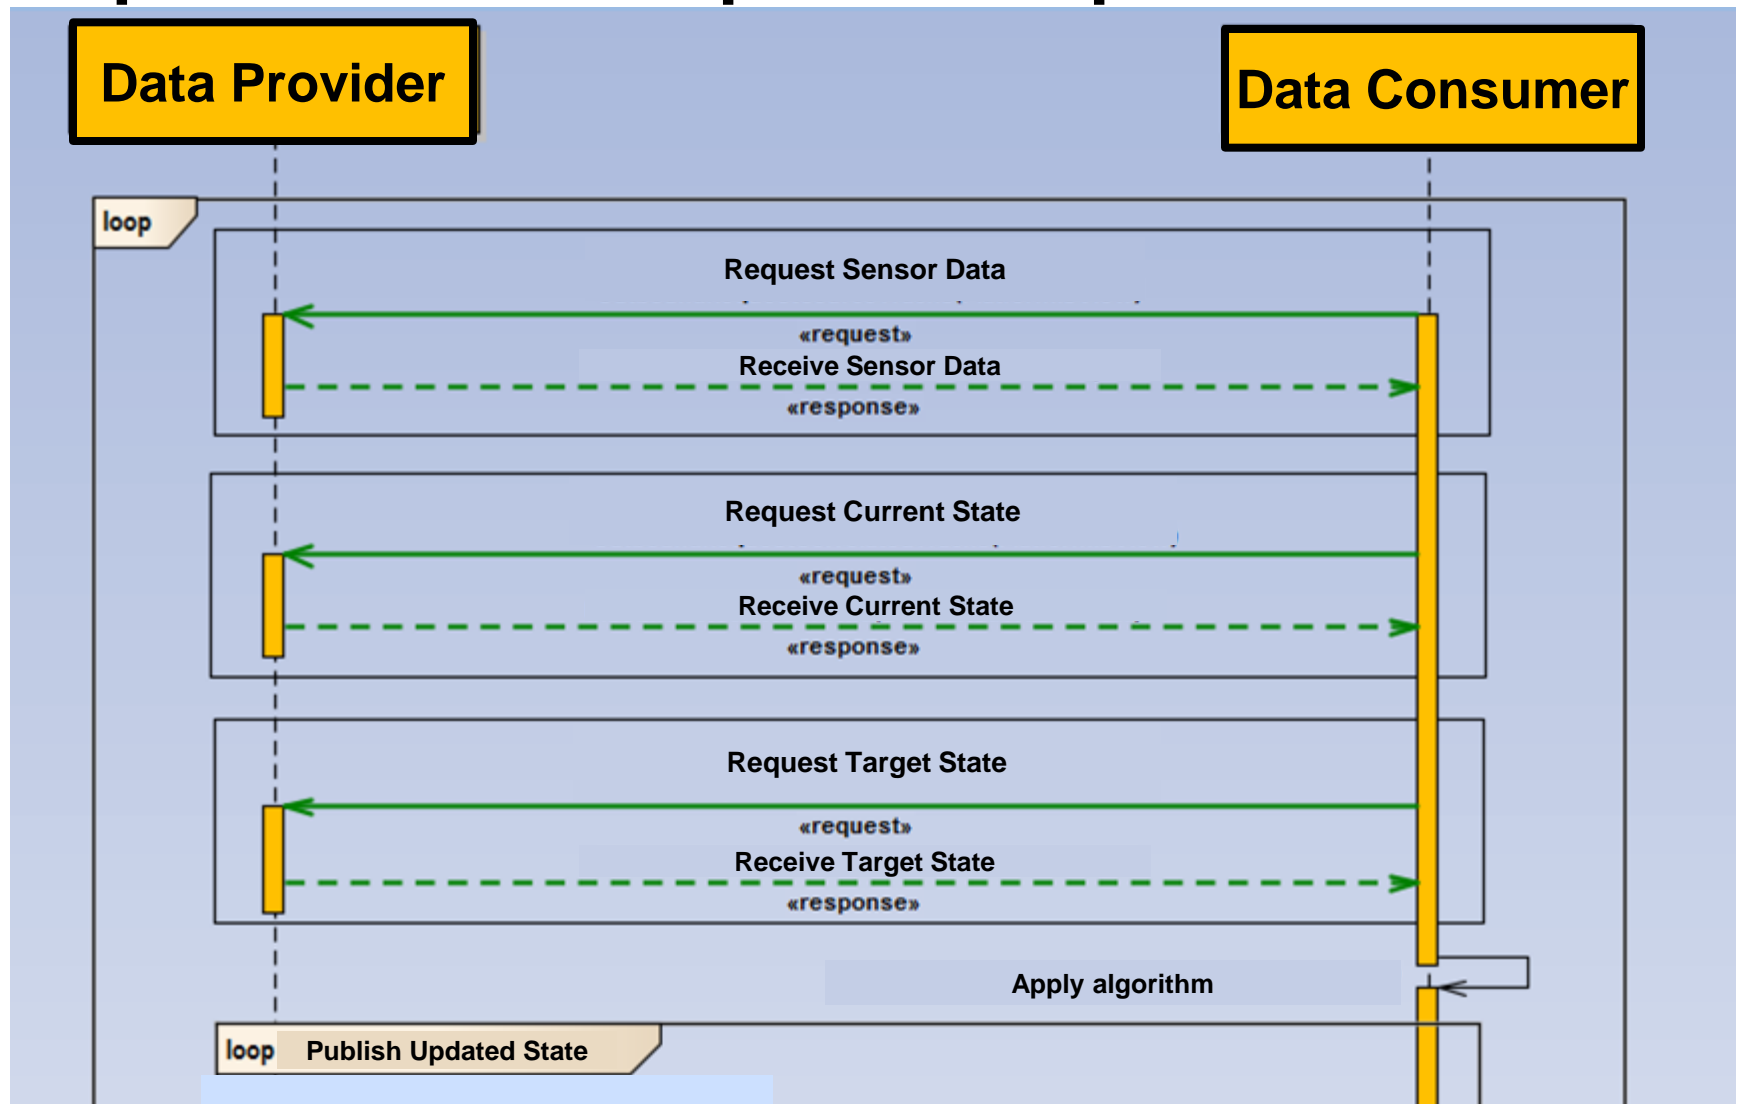 Data Provider
Data Consumer
loop
Request Sensor Data
«request»
Receive Sensor Data
«response»
Request Current State
«request»
Receive Current State
«response»
Request Target State
«request»
Receive Target State
«response»
Apply algorithm
loop Publish Updated State